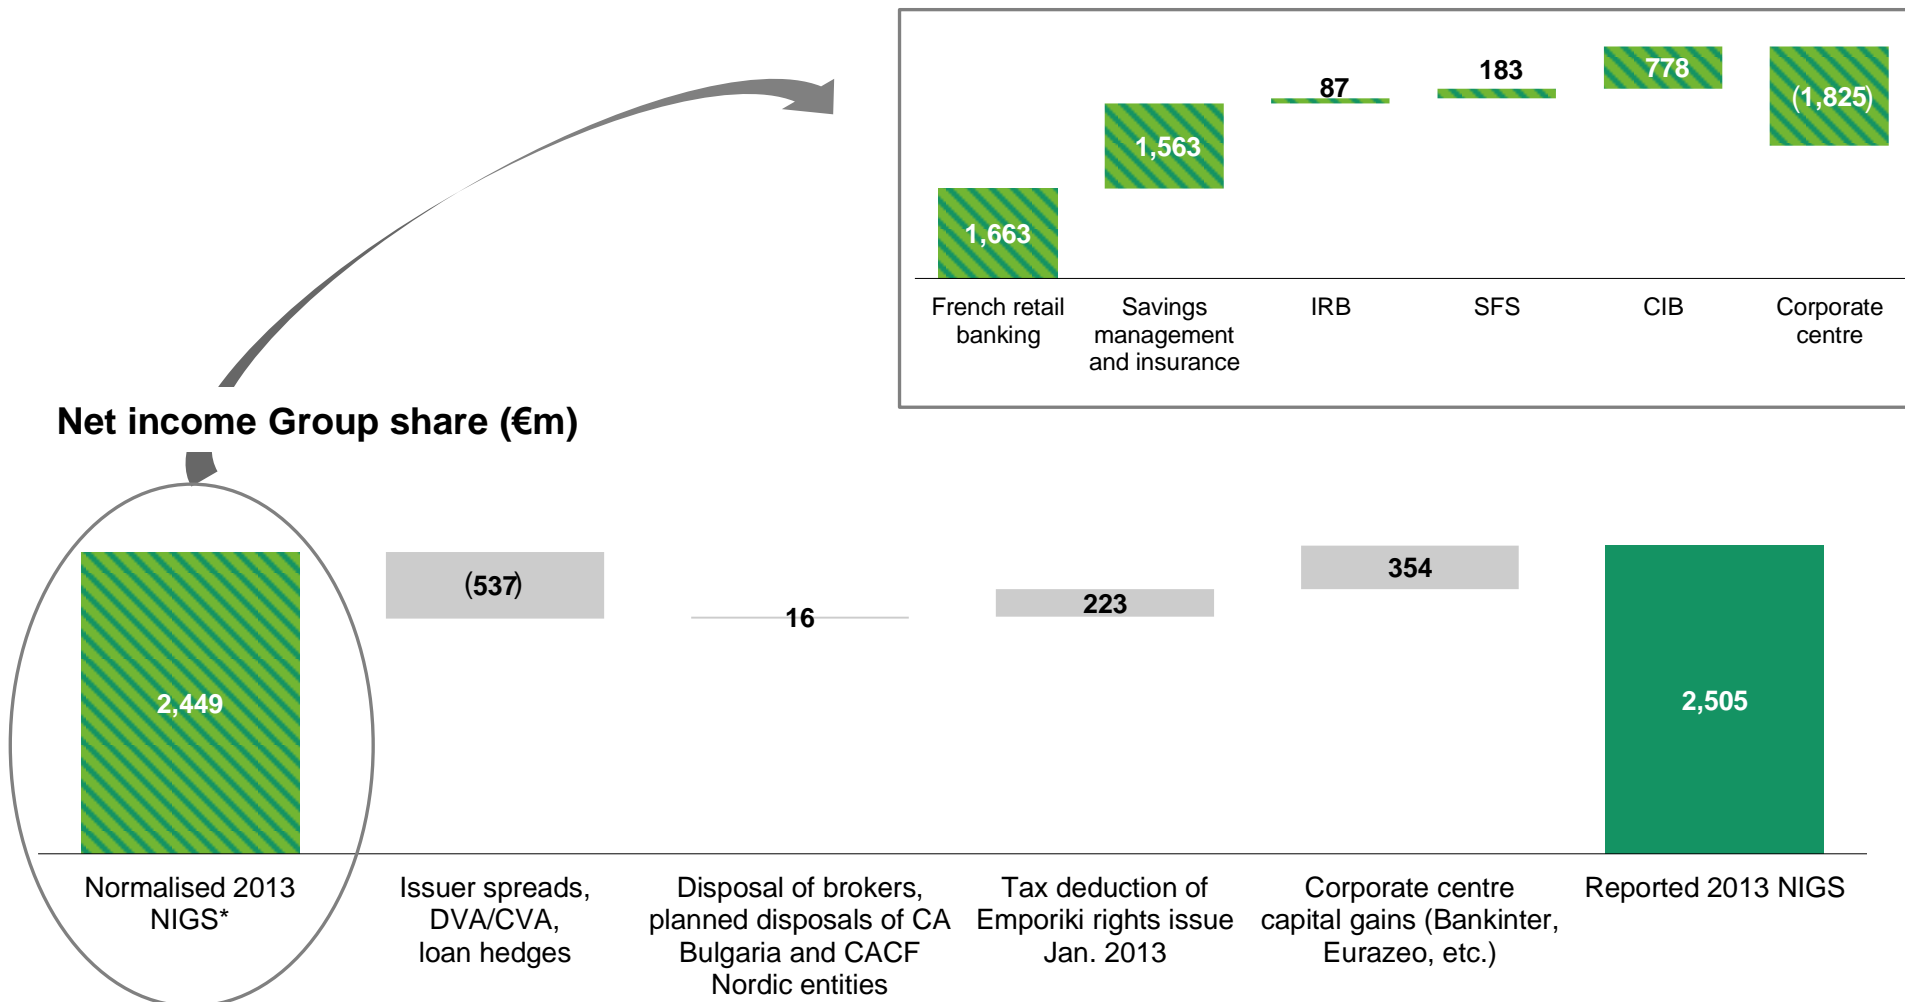 87
183
778
(1,825)
1,563
1,663
French retail
banking
Savings
management
and insurance
IRB
SFS
CIB
Corporate
centre
Net income Group share (€m)
2,449
(537)
16
223
354
2,505
Normalised 2013
NIGS*
Issuer spreads,
DVA/CVA,
loan hedges
Disposal of brokers,
planned disposals of CA
Bulgaria and CACF
Nordic entities
Tax deduction of
Emporiki rights issue
Jan. 2013
Corporate centre
capital gains (Bankinter,
Eurazeo, etc.)
Reported 2013 NIGS